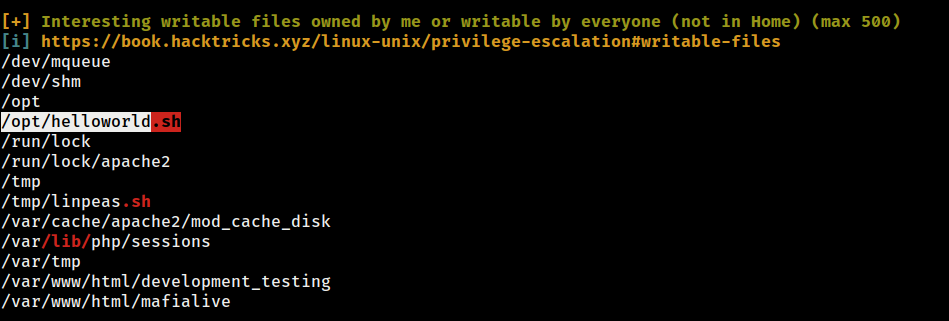 [+] Interesting writable files owned by me or writable by everyone (not in Home) (max 500)
[i] https://book.hacktricks.xyz/linux-unix/privilege-escalation#writable-files
/dev/mqueue
/dev/shm
/opt
/opt/helloworld.sh
/run/lock
/run/lock/apache2
/tmp
/tmp/linpeas.sh
/var/cache/apache2/mod_cache_disk
/var/lib/php/sessions
/var/tmp
/var/www/html/development_testing
/var/www/html/mafialive